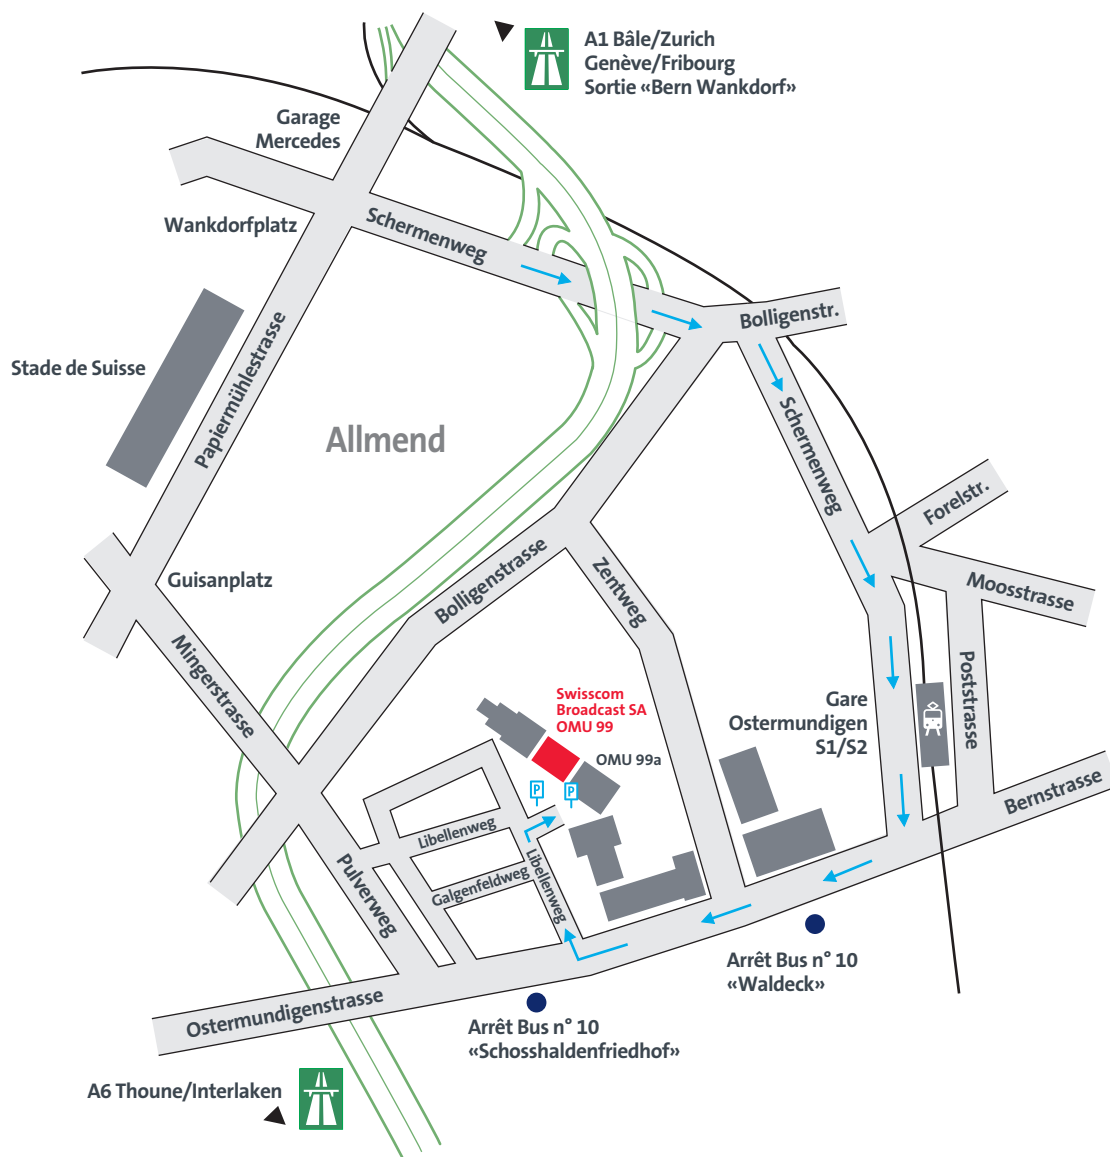 A1 Bâle/Zurich
Genève/Fribourg
Sortie «Bern Wankdorf»
Garage
Mercedes
Wankdorfplatz
Schermenweg
Bolligenstr.
Stade de Suisse
Papiermühlestrasse
Allmend
Schermenweg
Forelstr.
Moosstrasse
Guisanplatz
Bolligenstrasse
Zentweg
Mingerstrasse
Poststrasse
Swisscom
Broadcast SA
OMU 99
Gare
Ostermundigen
S1/S2
OMU 99a
P
P
Bernstrasse
Libellenweg
Pulverweg
Galgenfeldweg
Libellenweg
Arrêt Bus n° 10
«Waldeck»
Ostermundigenstrasse
Arrêt Bus n° 10
«Schosshaldenfriedhof»
A6 Thoune/Interlaken